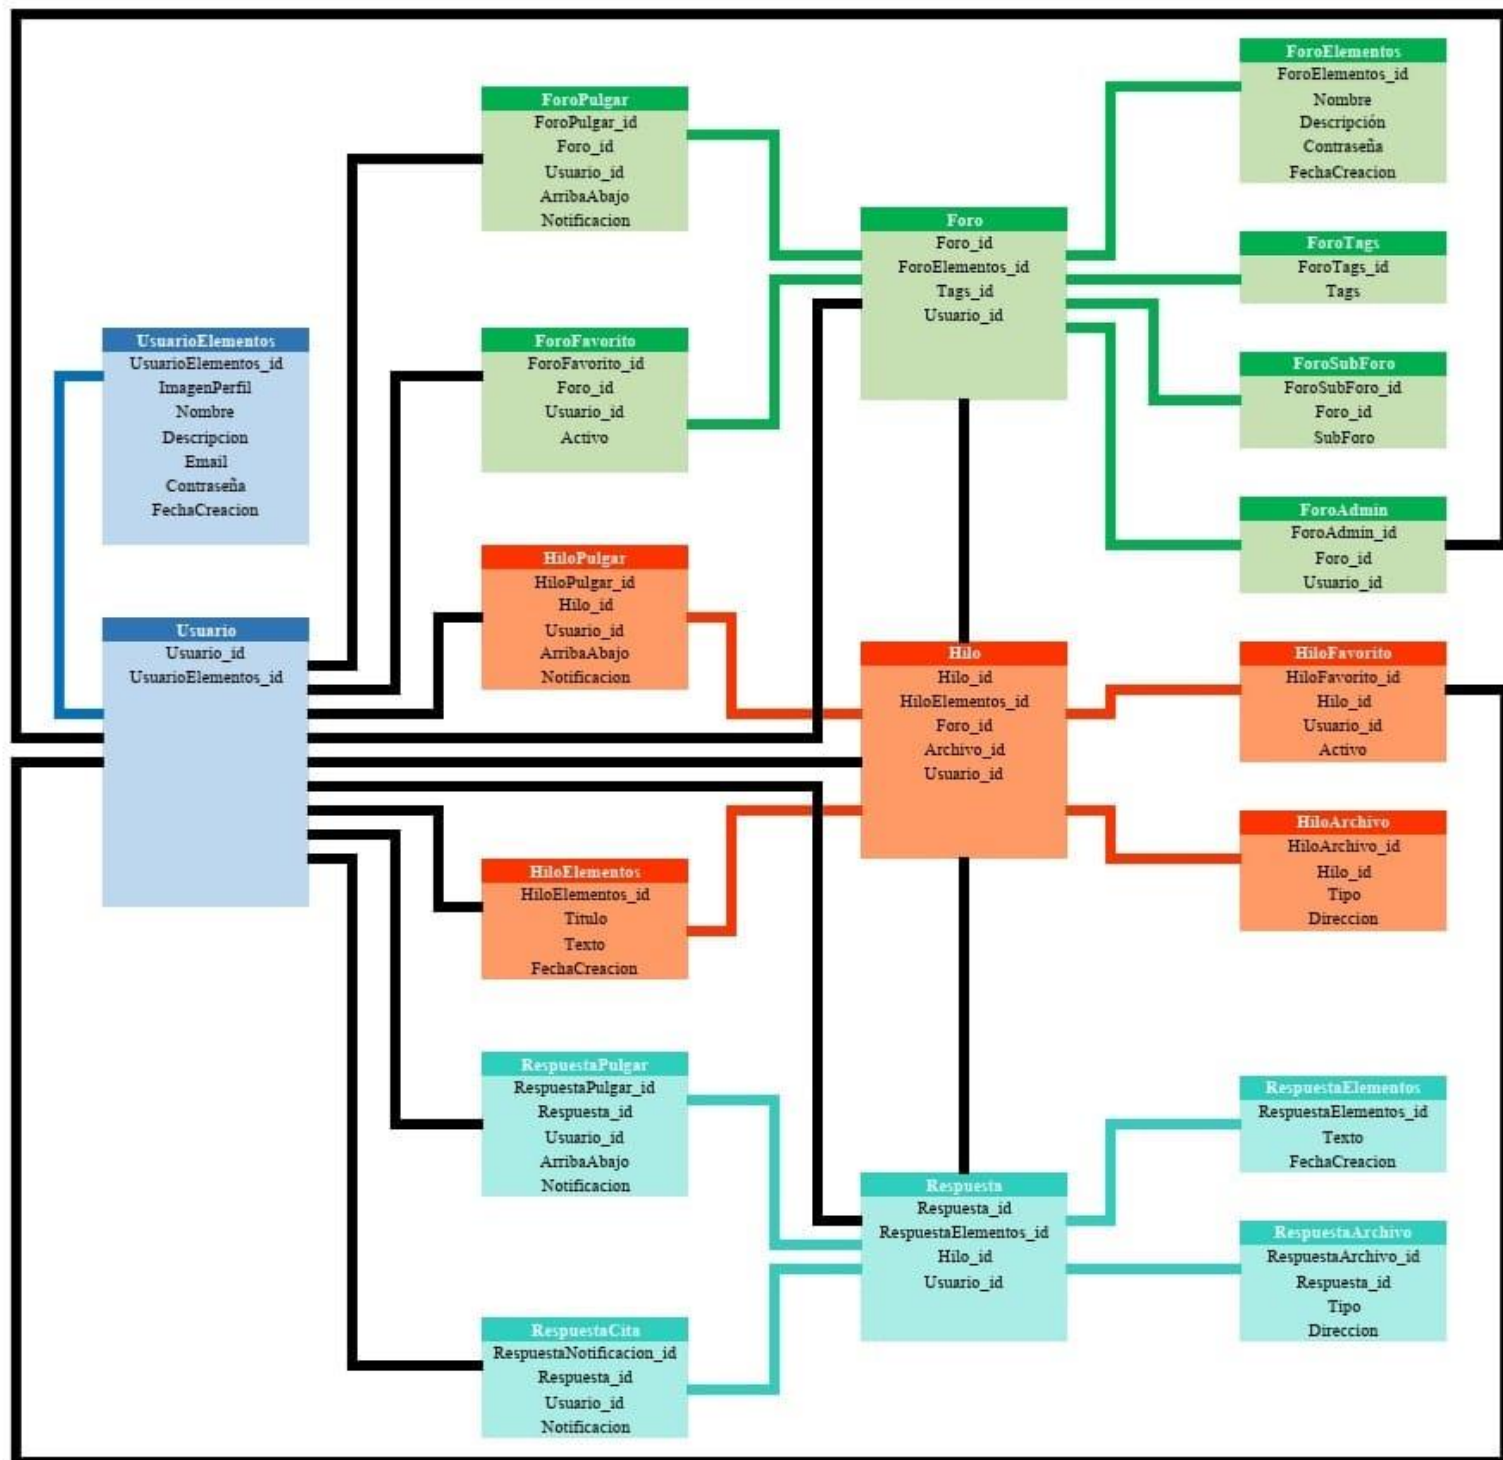 ForoElementos
ForoElementos_id
Nombre
Descripción
Contraseña
FechaCreacion
ForoPulgar
ForoPulgar_id
Foro_id
Usuario_id
ArribaAbajo
Notificacion
Foro
Foro_id
ForoElementos_id
Tags_id
Usuario_id
ForoTags
ForoTags_id
Tags
UsuarioElementos
UsuarioElementos_id
ImagenPerfil
Nombre
Descripcion
Email
Contraseña
FechaCreacion
ForoFavorito
ForoFavorito_id
Foro_id
Usuario_id
Activo
ForoSubForo
ForoSubForo_id
Foro_id
SubForo
ForoAdmin
ForoAdmin_id
Foro_id
Usuario_id
HiloPulgar
HiloPulgar_id
Hilo_id
Usuario_id
ArribaAbajo
Notificacion
Usuario
Usuario_id
UsuarioElementos_id
Hilo
Hilo_id
HiloElementos_id
Foro_id
Archivo_id
Usuario_id
HiloFavorito
HiloFavorito_id
Hilo_id
Usuario_id
Activo
HiloArchivo
HiloArchivo_id
Hilo_id
Tipo
Direccion
HiloElementos
HiloElementos_id
Titulo
Texto
FechaCreacion
RespuestaPulgar
RespuestaPulgar_id
Respuesta_id
Usuario_id
ArribaAbajo
Notificacion
RespuestaElementos
RespuestaElementos_id
Texto
FechaCreacion
Respuesta
Respuesta_id
RespuestaElementos_id
Hilo_id
Usuario_id
RespuestaArchivo
RespuestaArchivo_id
Respuesta_id
Tipo
Direccion
RespuestaCita
RespuestaNotificacion_id
Respuesta_id
Usuario_id
Notificacion